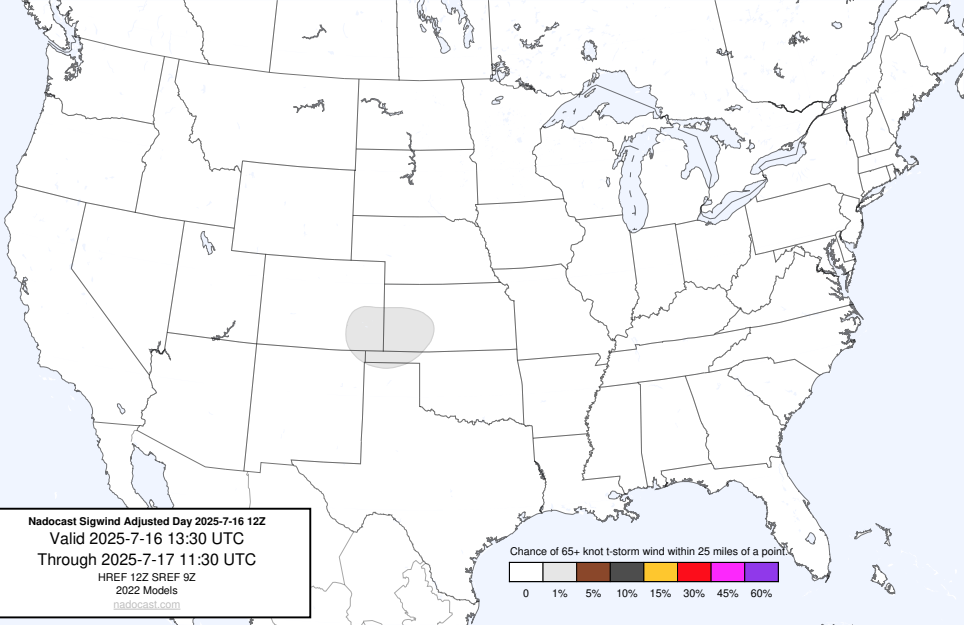 Nadocast Sigwind Adjusted Day 2025-7-16 12Z
Valid 2025-7-16 13:30 UTC
Through 2025-7-17 11:30 UTC
HREF 12Z SREF 9Z
2022 Models
nadocast.com
Chance of 65+ knot t-storm wind within 25 miles of a point.
0 1% 5% 10% 15% 30% 45% 60%